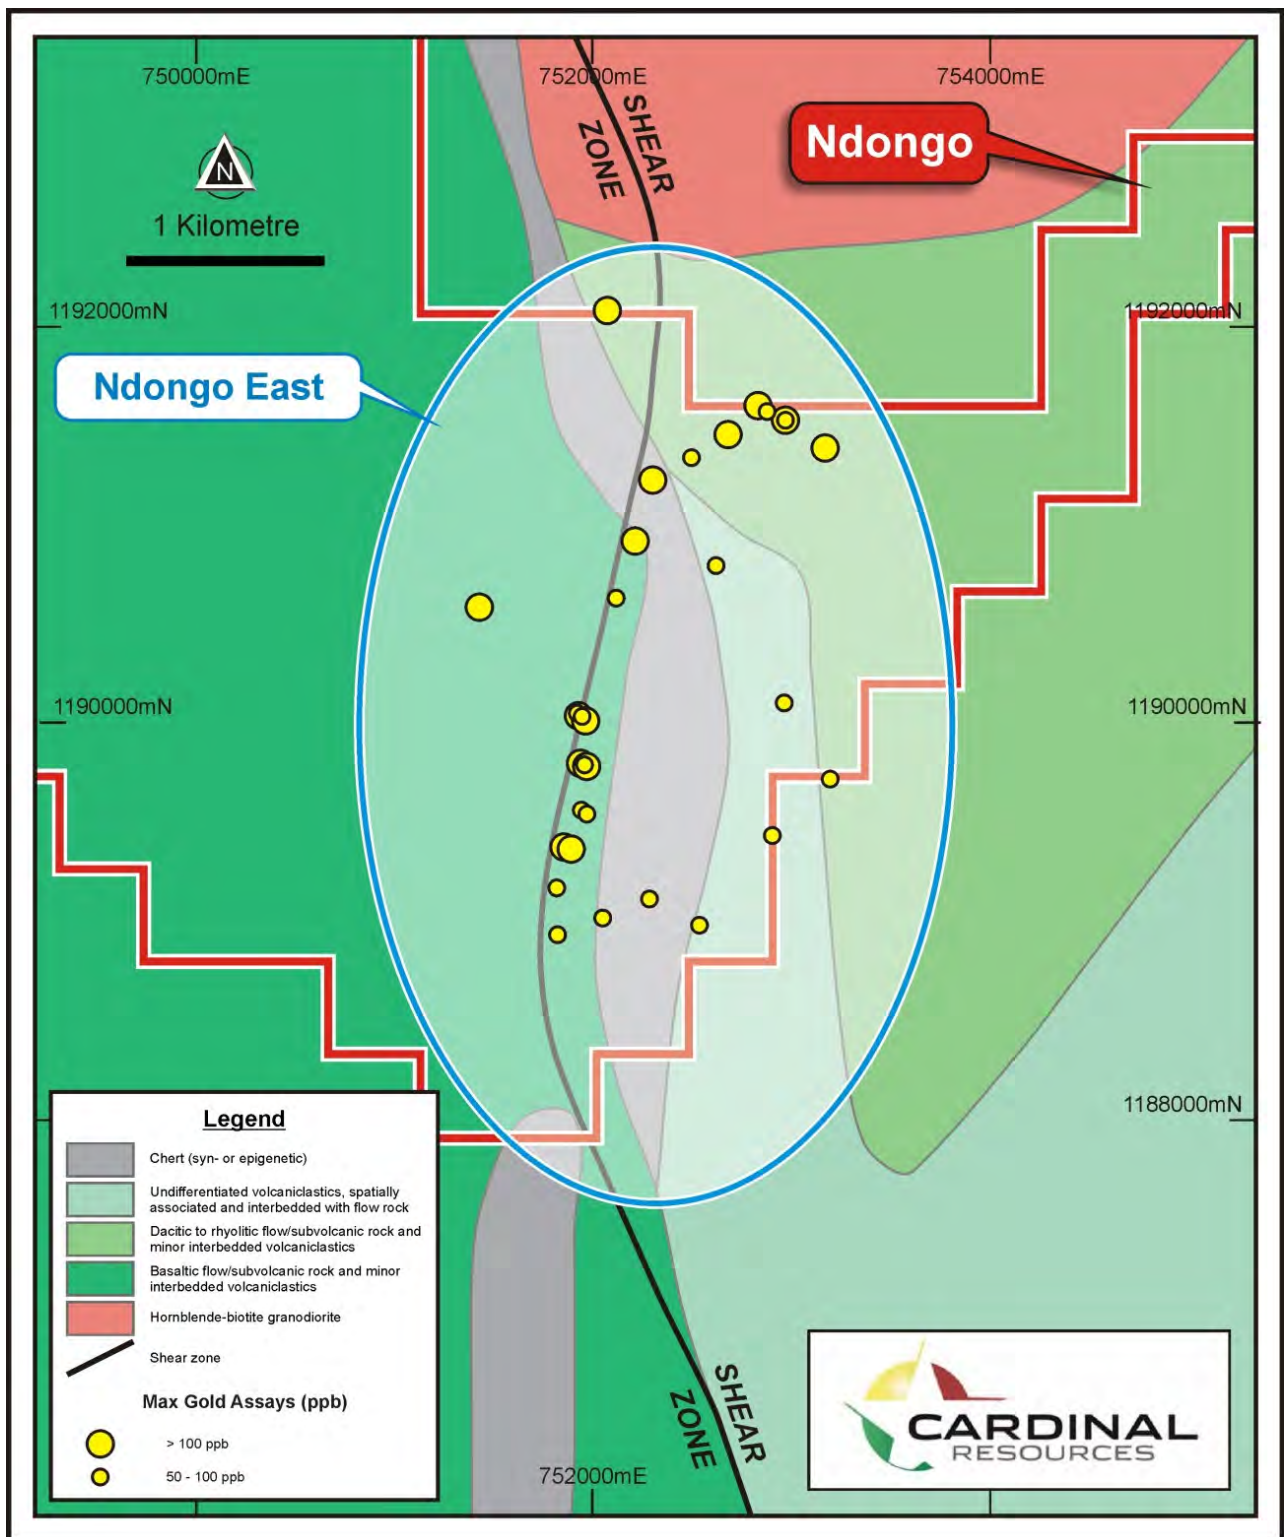 750000mE
752000mE
754000mE
SHEAR
ZONE
Ndongo
N
1 Kilometre
1192000mN
1192000mN
Ndongo East
1190000mN
1190000mN
1188000mN
Legend
Chert (syn- or epigenetic)
Undifferentiated volcaniclastics, spatially
associated and interbedded with flow rock
Dacitic to rhyolitic flow/subvolcanic rock and
minor interbedded volcaniclastics
Basaltic flow/subvolcanic rock and minor
interbedded volcaniclastics
Hornblende-biotite granodiorite
Shear zone
Max Gold Assays (ppb)
> 100 ppb
50 - 100 ppb
SHEAR
ZONE
752000mE
CARDINAL
RESOURCES